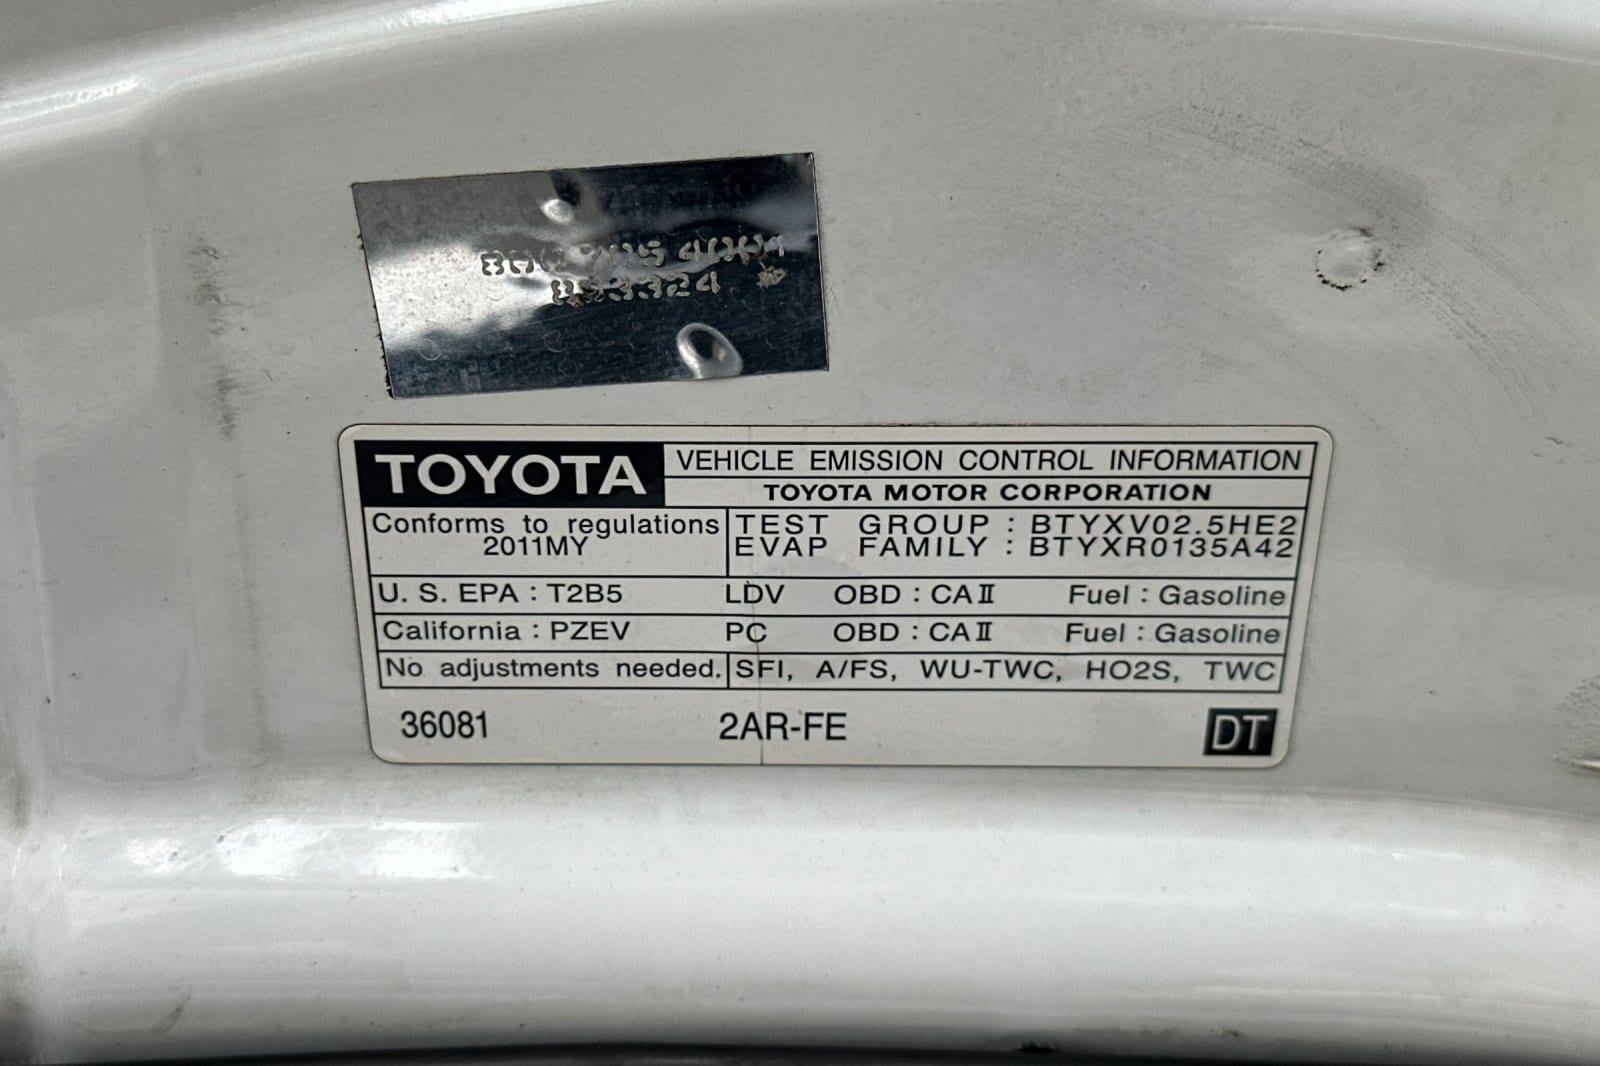 TOYOTA VEHICLE EMISSION CONTROL INFORMATION
TOYOTA MOTOR CORPORATION
Conforms to regulations
2011MY
TEST GROUP : BTYXV02.5HE2
EVAP FAMILY : BTYXR0135A42
U. S. EPA : T2B5 LDV OBD : CAⅡ Fuel : Gasoline
California : PZEV PC OBD : CAⅡ Fuel : Gasoline
No adjustments needed. SFI, A/FS, WU-TWC, HO2S, TWC
36081 2AR-FE DT